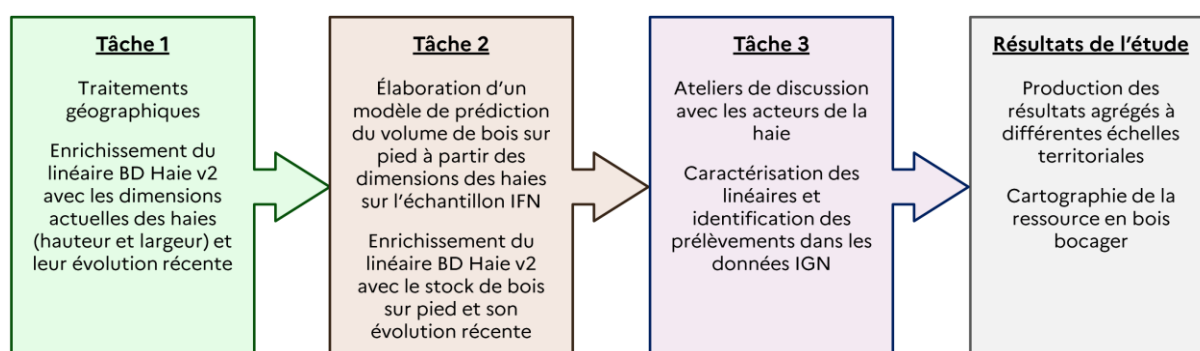 Tâche 1
Traitements
géographiques
Enrichissement du
linéaire BD Haie v2
avec les dimensions
actuelles des haies
(hauteur et largeur) et
leur évolution récente
Tâche 2
Élaboration d’un
modèle de prédiction
du volume de bois sur
pied à partir des
dimensions des haies
sur l’échantillon IFN
Enrichissement du
linéaire BD Haie v2
avec le stock de bois
sur pied et son
évolution récente
Tâche 3
Ateliers de discussion
avec les acteurs de la
haie
Caractérisation des
linéaires et
identification des
prélèvements dans les
données IGN
Résultats de l’étude
Production des
résultats agrégés à
différentes échelles
territoriales
Cartographie de la
ressource en bois
bocager